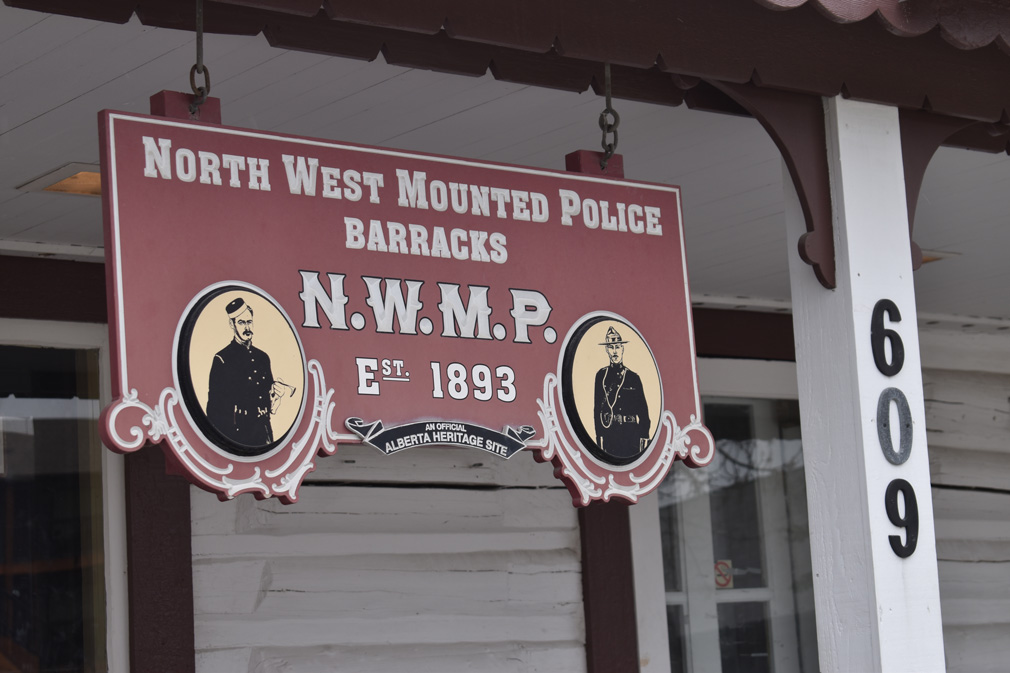 North West Mounted Police
Barracks
N.W.M.P.
Est. 1893
AN OFFICIAL
ALBERTA HERITAGE SITE
609